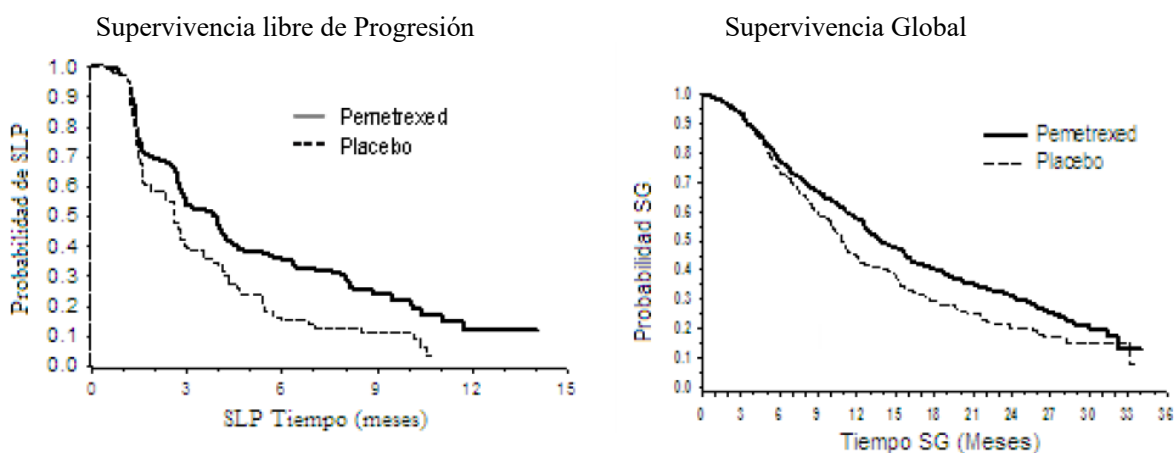 Supervivencia libre de Progresión
Supervivencia Global
1.0
0.9
0.8
0.7
0.6
0.5
0.4
0.3
0.2
0.1
0.0
Probabilidad de SLP
Pemetrexed
Placebo
0 3 6 9 12 15
SLP Tiempo (meses)
1.0
0.9
0.8
0.7
0.6
0.5
0.4
0.3
0.2
0.1
0.0
Probabilidad SG
Pemetrexed
Placebo
0 3 6 9 12 15 18 21 24 27 30 33 36
Tiempo SG (Meses)